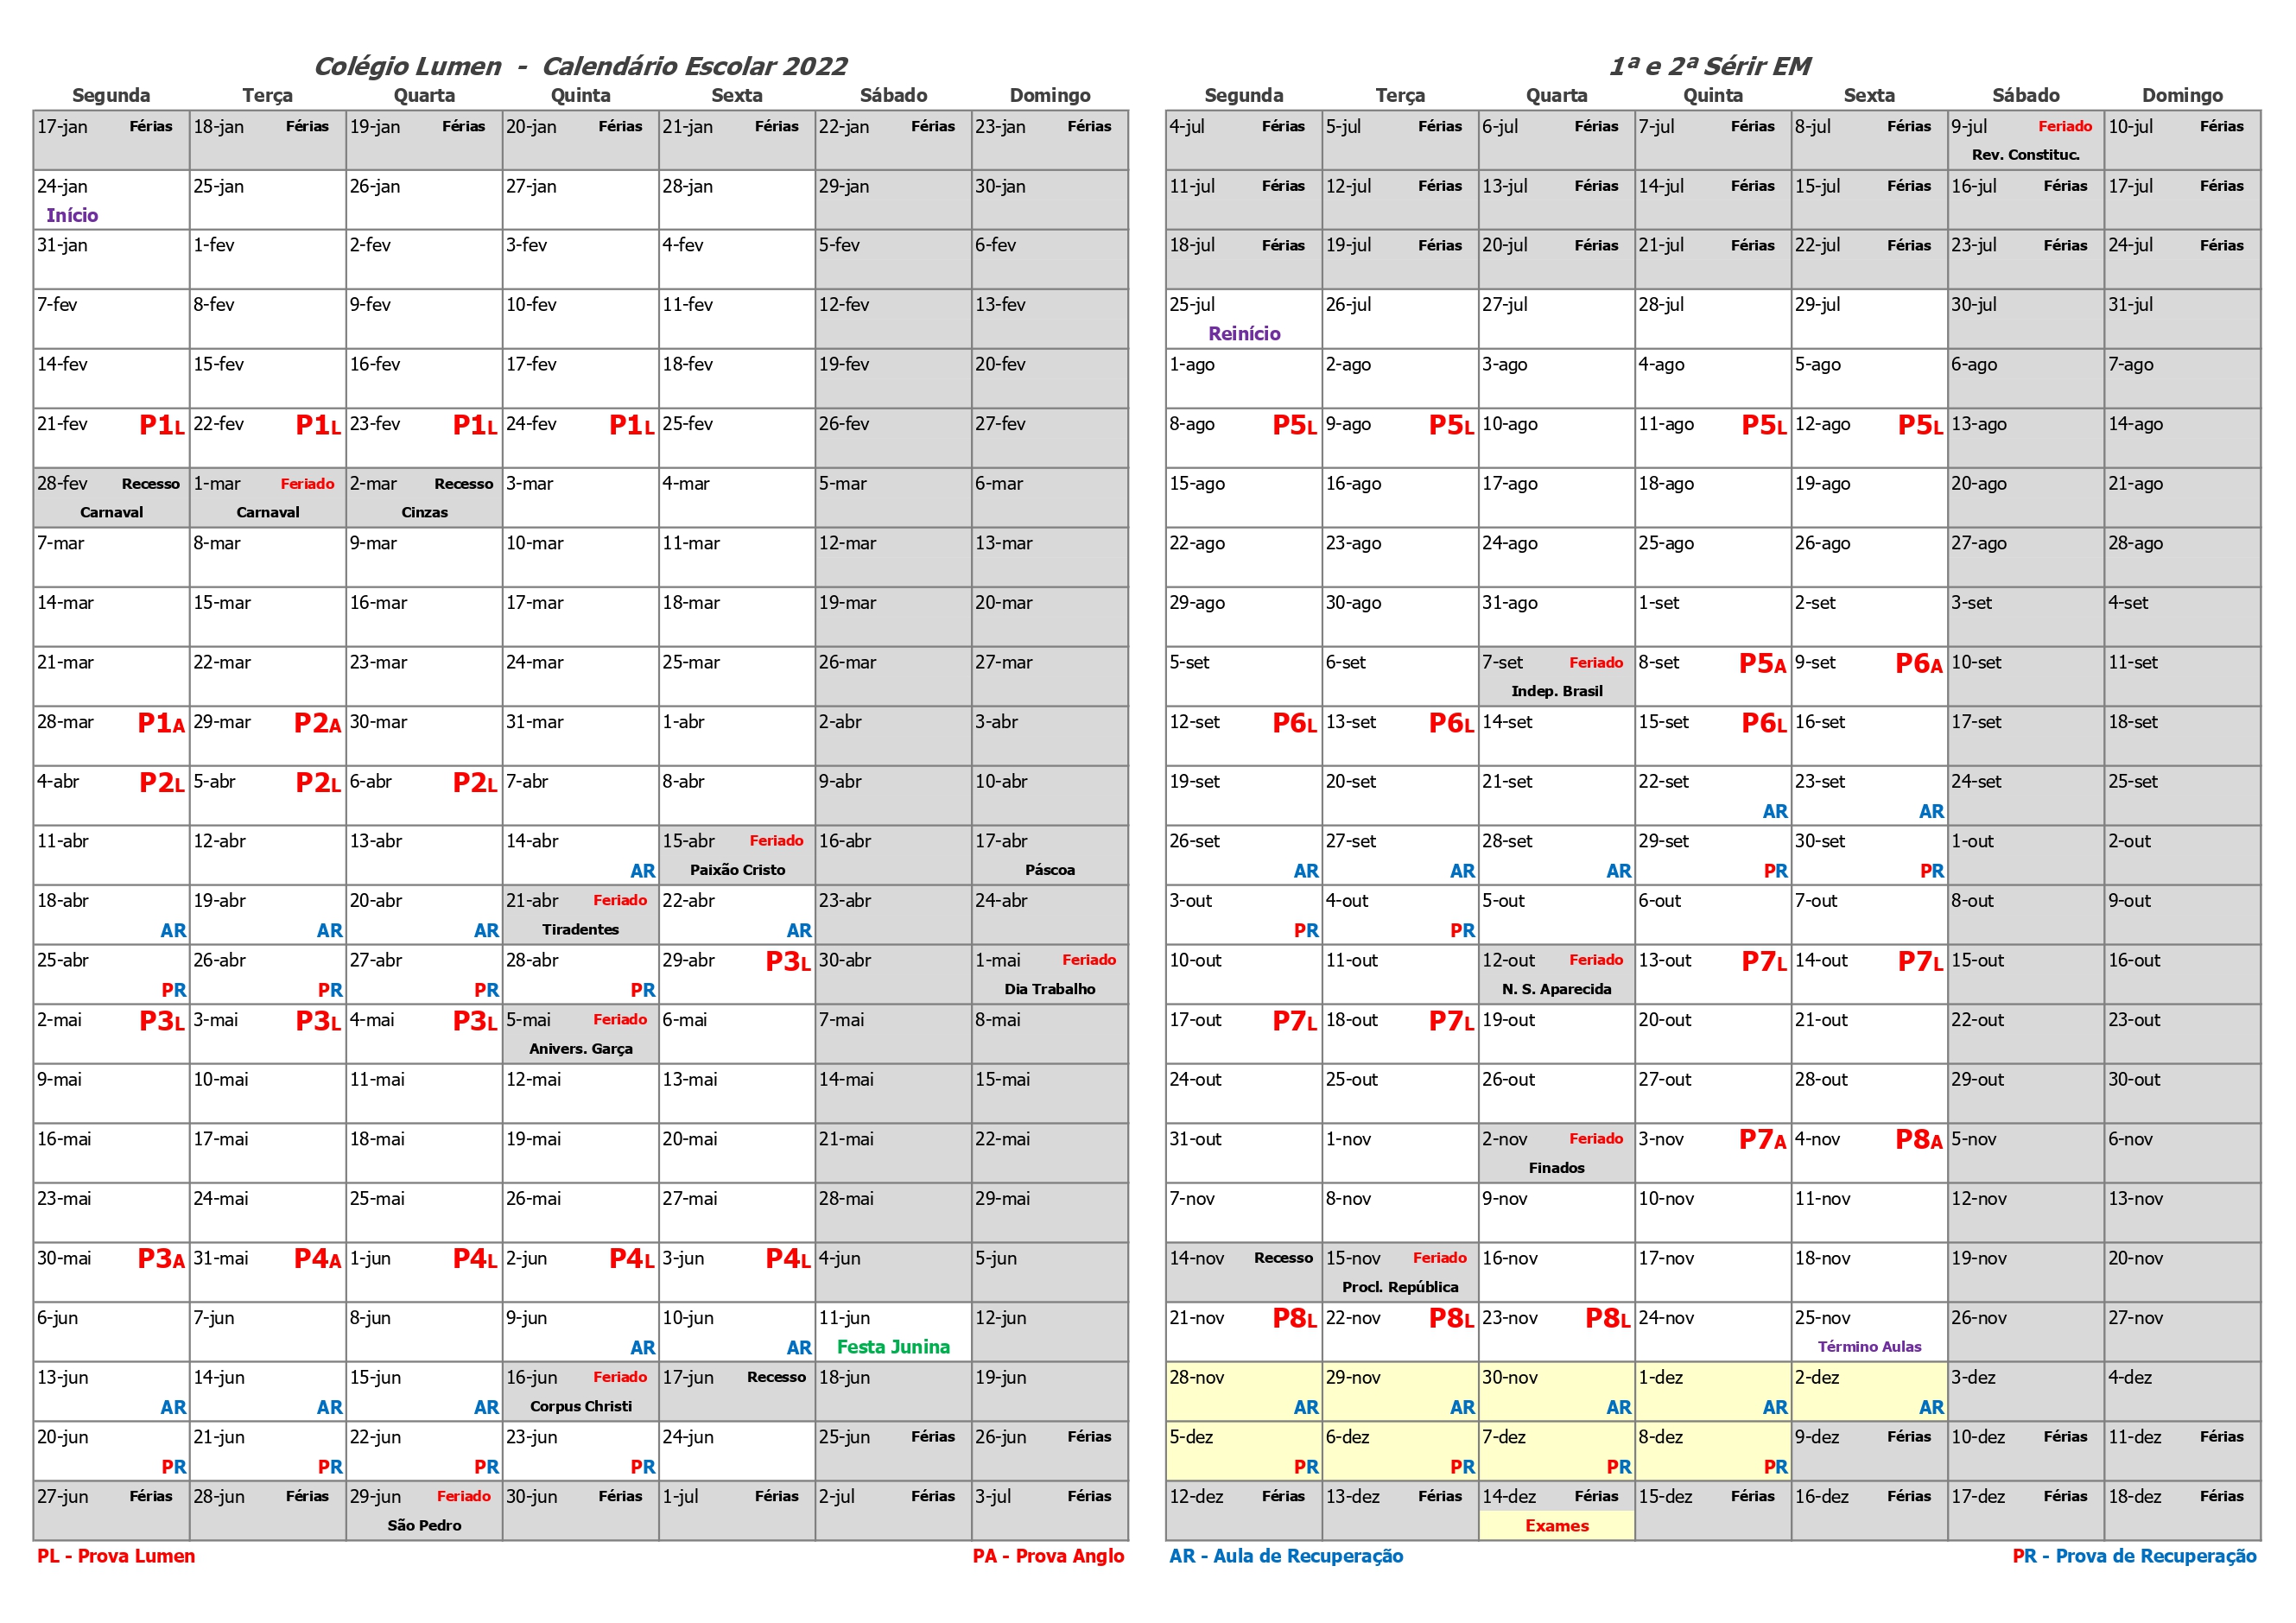 Colégio Lumen - Calendário Escolar 2022
Segunda Terça Quarta Quinta Sexta Sábado Domingo
17-jan Férias 18-jan Férias 19-jan Férias 20-jan Férias 21-jan Férias 22-jan Férias 23-jan Férias
24-jan 25-jan 26-jan 27-jan 28-jan 29-jan 30-jan
Início
31-jan 1-fev 2-fev 3-fev 4-fev 5-fev 6-fev
7-fev 8-fev 9-fev 10-fev 11-fev 12-fev 13-fev
14-fev 15-fev 16-fev 17-fev 18-fev 19-fev 20-fev
21-fev P1L 22-fev P1L 23-fev P1L 24-fev P1L 25-fev 26-fev 27-fev
28-fev Recesso 1-mar Feriado 2-mar Recesso 3-mar 4-mar 5-mar 6-mar
Carnaval Carnaval Cinzas
7-mar 8-mar 9-mar 10-mar 11-mar 12-mar 13-mar
14-mar 15-mar 16-mar 17-mar 18-mar 19-mar 20-mar
21-mar 22-mar 23-mar 24-mar 25-mar 26-mar 27-mar
28-mar P1A 29-mar P2A 30-mar 31-mar 1-abr 2-abr 3-abr
4-abr P2L 5-abr P2L 6-abr P2L 7-abr 8-abr 9-abr 10-abr
11-abr 12-abr 13-abr 14-abr 15-abr Feriado 16-abr 17-abr
AR Paixão Cristo Páscoa
18-abr 19-abr 20-abr 21-abr Feriado 22-abr 23-abr 24-abr
AR AR AR Tiradentes AR
25-abr 26-abr 27-abr 28-abr 29-abr P3L 30-abr 1-mai Feriado
PR PR PR PR Dia Trabalho
2-mai P3L 3-mai P3L 4-mai P3L 5-mai Feriado 6-mai 7-mai 8-mai
Anivers. Garça
9-mai 10-mai 11-mai 12-mai 13-mai 14-mai 15-mai
16-mai 17-mai 18-mai 19-mai 20-mai 21-mai 22-mai
23-mai 24-mai 25-mai 26-mai 27-mai 28-mai 29-mai
30-mai P3A 31-mai P4A 1-jun P4L 2-jun P4L 3-jun P4L 4-jun 5-jun
6-jun 7-jun 8-jun 9-jun 10-jun 11-jun 12-jun
AR AR Festa Junina
13-jun 14-jun 15-jun 16-jun Feriado 17-jun Recesso 18-jun 19-jun
AR AR AR Corpus Christi
20-jun 21-jun 22-jun 23-jun 24-jun 25-jun Férias 26-jun Férias
PR PR PR PR
27-jun Férias 28-jun Férias 29-jun Feriado 30-jun Férias 1-jul Férias 2-jul Férias 3-jul Férias
São Pedro
PL - Prova Lumen PA - Prova Anglo
1ª e 2ª Sérir EM
Segunda Terça Quarta Quinta Sexta Sábado Domingo
4-jul Férias 5-jul Férias 6-jul Férias 7-jul Férias 8-jul Férias 9-jul Feriado 10-jul Férias
Rev. Constituc.
11-jul Férias 12-jul Férias 13-jul Férias 14-jul Férias 15-jul Férias 16-jul Férias 17-jul Férias
18-jul Férias 19-jul Férias 20-jul Férias 21-jul Férias 22-jul Férias 23-jul Férias 24-jul Férias
25-jul 26-jul 27-jul 28-jul 29-jul 30-jul 31-jul
Reinício
1-ago 2-ago 3-ago 4-ago 5-ago 6-ago 7-ago
8-ago P5L 9-ago P5L 10-ago 11-ago P5L 12-ago P5L 13-ago 14-ago
15-ago 16-ago 17-ago 18-ago 19-ago 20-ago 21-ago
22-ago 23-ago 24-ago 25-ago 26-ago 27-ago 28-ago
29-ago 30-ago 31-ago 1-set 2-set 3-set 4-set
5-set 6-set 7-set Feriado 8-set P5A 9-set P6A 10-set 11-set
Indep. Brasil
12-set P6L 13-set P6L 14-set 15-set P6L 16-set 17-set 18-set
19-set 20-set 21-set 22-set 23-set 24-set 25-set
AR AR
26-set 27-set 28-set 29-set 30-set 1-out 2-out
AR AR AR PR PR
3-out 4-out 5-out 6-out 7-out 8-out 9-out
PR PR
10-out 11-out 12-out Feriado 13-out P7L 14-out P7L 15-out 16-out
N. S. Aparecida
17-out P7L 18-out P7L 19-out 20-out 21-out 22-out 23-out
24-out 25-out 26-out 27-out 28-out 29-out 30-out
31-out 1-nov 2-nov Feriado 3-nov P7A 4-nov P8A 5-nov 6-nov
Finados
7-nov 8-nov 9-nov 10-nov 11-nov 12-nov 13-nov
14-nov Recesso 15-nov Feriado 16-nov 17-nov 18-nov 19-nov 20-nov
Procl. República
21-nov P8L 22-nov P8L 23-nov P8L 24-nov 25-nov 26-nov 27-nov
Término Aulas
28-nov 29-nov 30-nov 1-dez 2-dez 3-dez 4-dez
AR AR AR AR AR
5-dez 6-dez 7-dez 8-dez 9-dez Férias 10-dez Férias 11-dez Férias
PR PR PR PR
12-dez Férias 13-dez Férias 14-dez Férias 15-dez Férias 16-dez Férias 17-dez Férias 18-dez Férias
Exames
AR - Aula de Recuperação PR - Prova de Recuperação